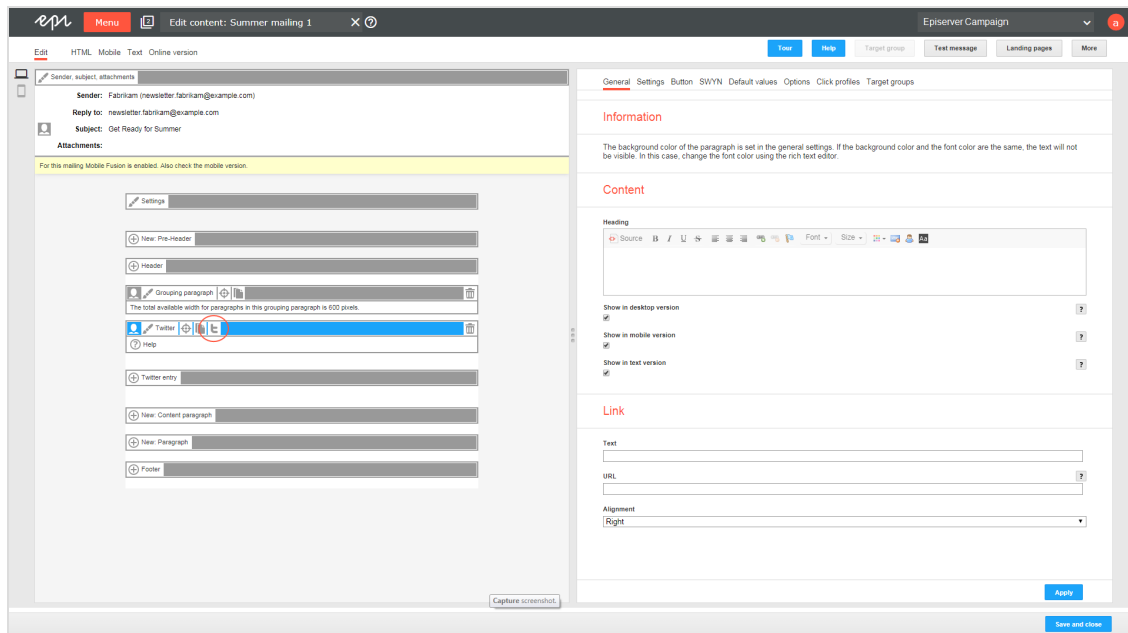 epi Menu 2 Edit content: Summer mailing 1 Episerver Campaign a
Edit HTML Mobile Text Online version Tour Help Target group Test message Landing pages More
Sender, subject, attachments
Sender: Fabrikam (newsletter.fabrikam@example.com)
Reply to: newsletter.fabrikam@example.com
Subject: Get Ready for Summer
Attachments:
For this mailing Mobile Fusion is enabled. Also check the mobile version.
Settings
New: Pre-Header
Header
Grouping paragraph
The total available width for paragraphs in this grouping paragraph is 600 pixels.
Twitter
Help
Twitter entry
New: Content paragraph
New: Paragraph
Footer
Capture screenshot.
General Settings Button SWYN Default values Options Click profiles Target groups
Information
The background color of the paragraph is set in the general settings. If the background color and the font color are the same, the text will not
be visible. In this case, change the font color using the rich text editor.
Content
Heading
Source B I U S Font Size Aa
Show in desktop version ?
Show in mobile version ?
Show in text version ?
Link
Text
URL ?
Alignment
Right
Apply
Save and close